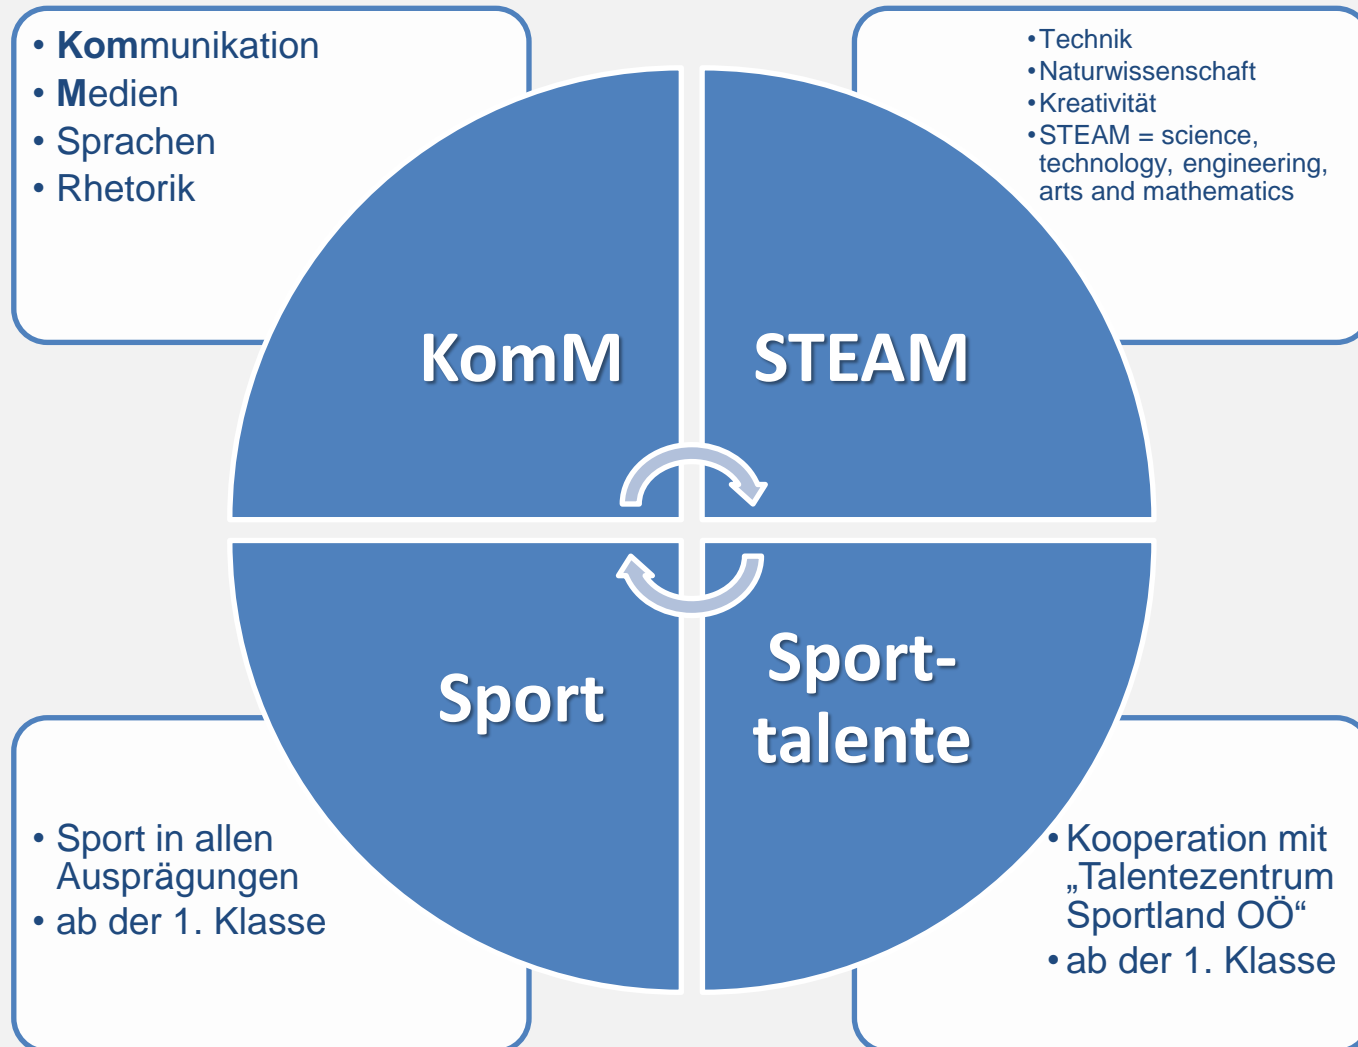 • Kommunikation
• Medien
• Sprachen
• Rhetorik
• Technik
• Naturwissenschaft
• Kreativität
• STEAM = science,
technology, engineering,
arts and mathematics
KomM
STEAM
Sport
Sport-
talente
• Sport in allen
Ausprägungen
• ab der 1. Klasse
• Kooperation mit
„Talentezentrum
Sportland OÖ“
• ab der 1. Klasse